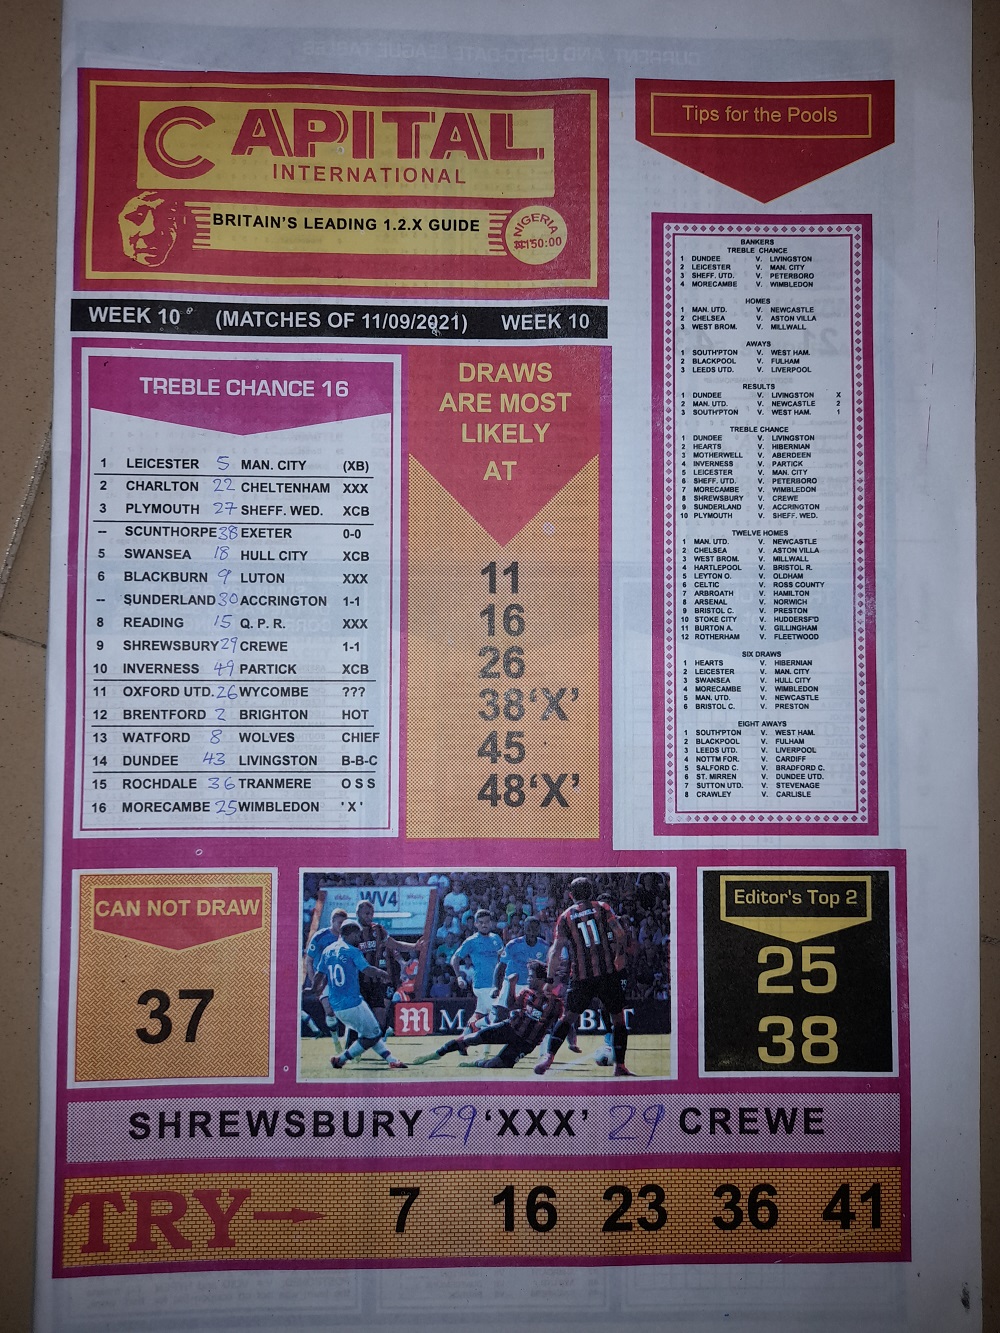 CAPITAL
INTERNATIONAL
BRITAIN'S LEADING 1.2.X GUIDE
NIGERIA
₦150:00
WEEK 10 (MATCHES OF 11/09/2021) WEEK 10
TREBLE CHANCE 16
1 LEICESTER 5 MAN. CITY (XB)
2 CHARLTON 22 CHELTENHAM XXX
3 PLYMOUTH 27 SHEFF. WED. XCB
-- SCUNTHORPE 38 EXETER 0-0
5 SWANSEA 18 HULL CITY XCB
6 BLACKBURN 9 LUTON XXX
-- SUNDERLAND 30 ACCRINGTON 1-1
8 READING 15 Q. P. R. XXX
9 SHREWSBURY 29 CREWE 1-1
10 INVERNESS 49 PARTICK XCB
11 OXFORD UTD. 26 WYCOMBE ???
12 BRENTFORD 2 BRIGHTON HOT
13 WATFORD 8 WOLVES CHIEF
14 DUNDEE 43 LIVINGSTON B-B-C
15 ROCHDALE 36 TRANMERE O S S
16 MORECAMBE 25 WIMBLEDON ' X '
DRAWS
ARE MOST
LIKELY
AT
11
16
26
38'X'
45
48'X'
Tips for the Pools
BANKERS
TREBLE CHANCE
1 DUNDEE V. LIVINGSTON
2 LEICESTER V. MAN. CITY
3 SHEFF. UTD. V. PETERBORO
4 MORECAMBE V. WIMBLEDON
HOMES
1 MAN. UTD. V. NEWCASTLE
2 CHELSEA V. ASTON VILLA
3 WEST BROM. V. MILLWALL
AWAYS
1 SOUTH'PTON V. WEST HAM.
2 BLACKPOOL V. FULHAM
3 LEEDS UTD. V. LIVERPOOL
RESULTS
1 DUNDEE V. LIVINGSTON X
2 MAN. UTD. V. NEWCASTLE 2
3 SOUTH'PTON V. WEST HAM. 1
TREBLE CHANCE
1 DUNDEE V. LIVINGSTON
2 HEARTS V. HIBERNIAN
3 MOTHERWELL V. ABERDEEN
4 INVERNESS V. PARTICK
5 LEICESTER V. MAN. CITY
6 SHEFF. UTD. V. PETERBORO
7 MORECAMBE V. WIMBLEDON
8 SHREWSBURY V. CREWE
9 SUNDERLAND V. ACCRINGTON
10 PLYMOUTH V. SHEFF. WED.
TWELVE HOMES
1 MAN. UTD. V. NEWCASTLE
2 CHELSEA V. ASTON VILLA
3 WEST BROM. V. MILLWALL
4 HARTLEPOOL V. BRISTOL R.
5 LEYTON O. V. OLDHAM
6 CELTIC V. ROSS COUNTY
7 ARBROATH V. HAMILTON
8 ARSENAL V. NORWICH
9 BRISTOL C. V. PRESTON
10 STOKE CITY V. HUDDERSF'D
11 BURTON A. V. GILLINGHAM
12 ROTHERHAM V. FLEETWOOD
SIX DRAWS
1 HEARTS V. HIBERNIAN
2 LEICESTER V. MAN. CITY
3 SWANSEA V. HULL CITY
4 MORECAMBE V. WIMBLEDON
5 MAN. UTD. V. NEWCASTLE
6 BRISTOL C. V. PRESTON
EIGHT AWAYS
1 SOUTH'PTON V. WEST HAM.
2 BLACKPOOL V. FULHAM
3 LEEDS UTD. V. LIVERPOOL
4 NOTTM FOR. V. CARDIFF
5 SALFORD C. V. BRADFORD C.
6 ST. MIRREN V. DUNDEE UTD.
7 SUTTON UTD. V. STEVENAGE
8 CRAWLEY V. CARLISLE
CAN NOT DRAW
37
WV4
10
11
Editor's Top 2
25
38
SHREWSBURY 29 'XXX' 29 CREWE
TRY 7 16 23 36 41